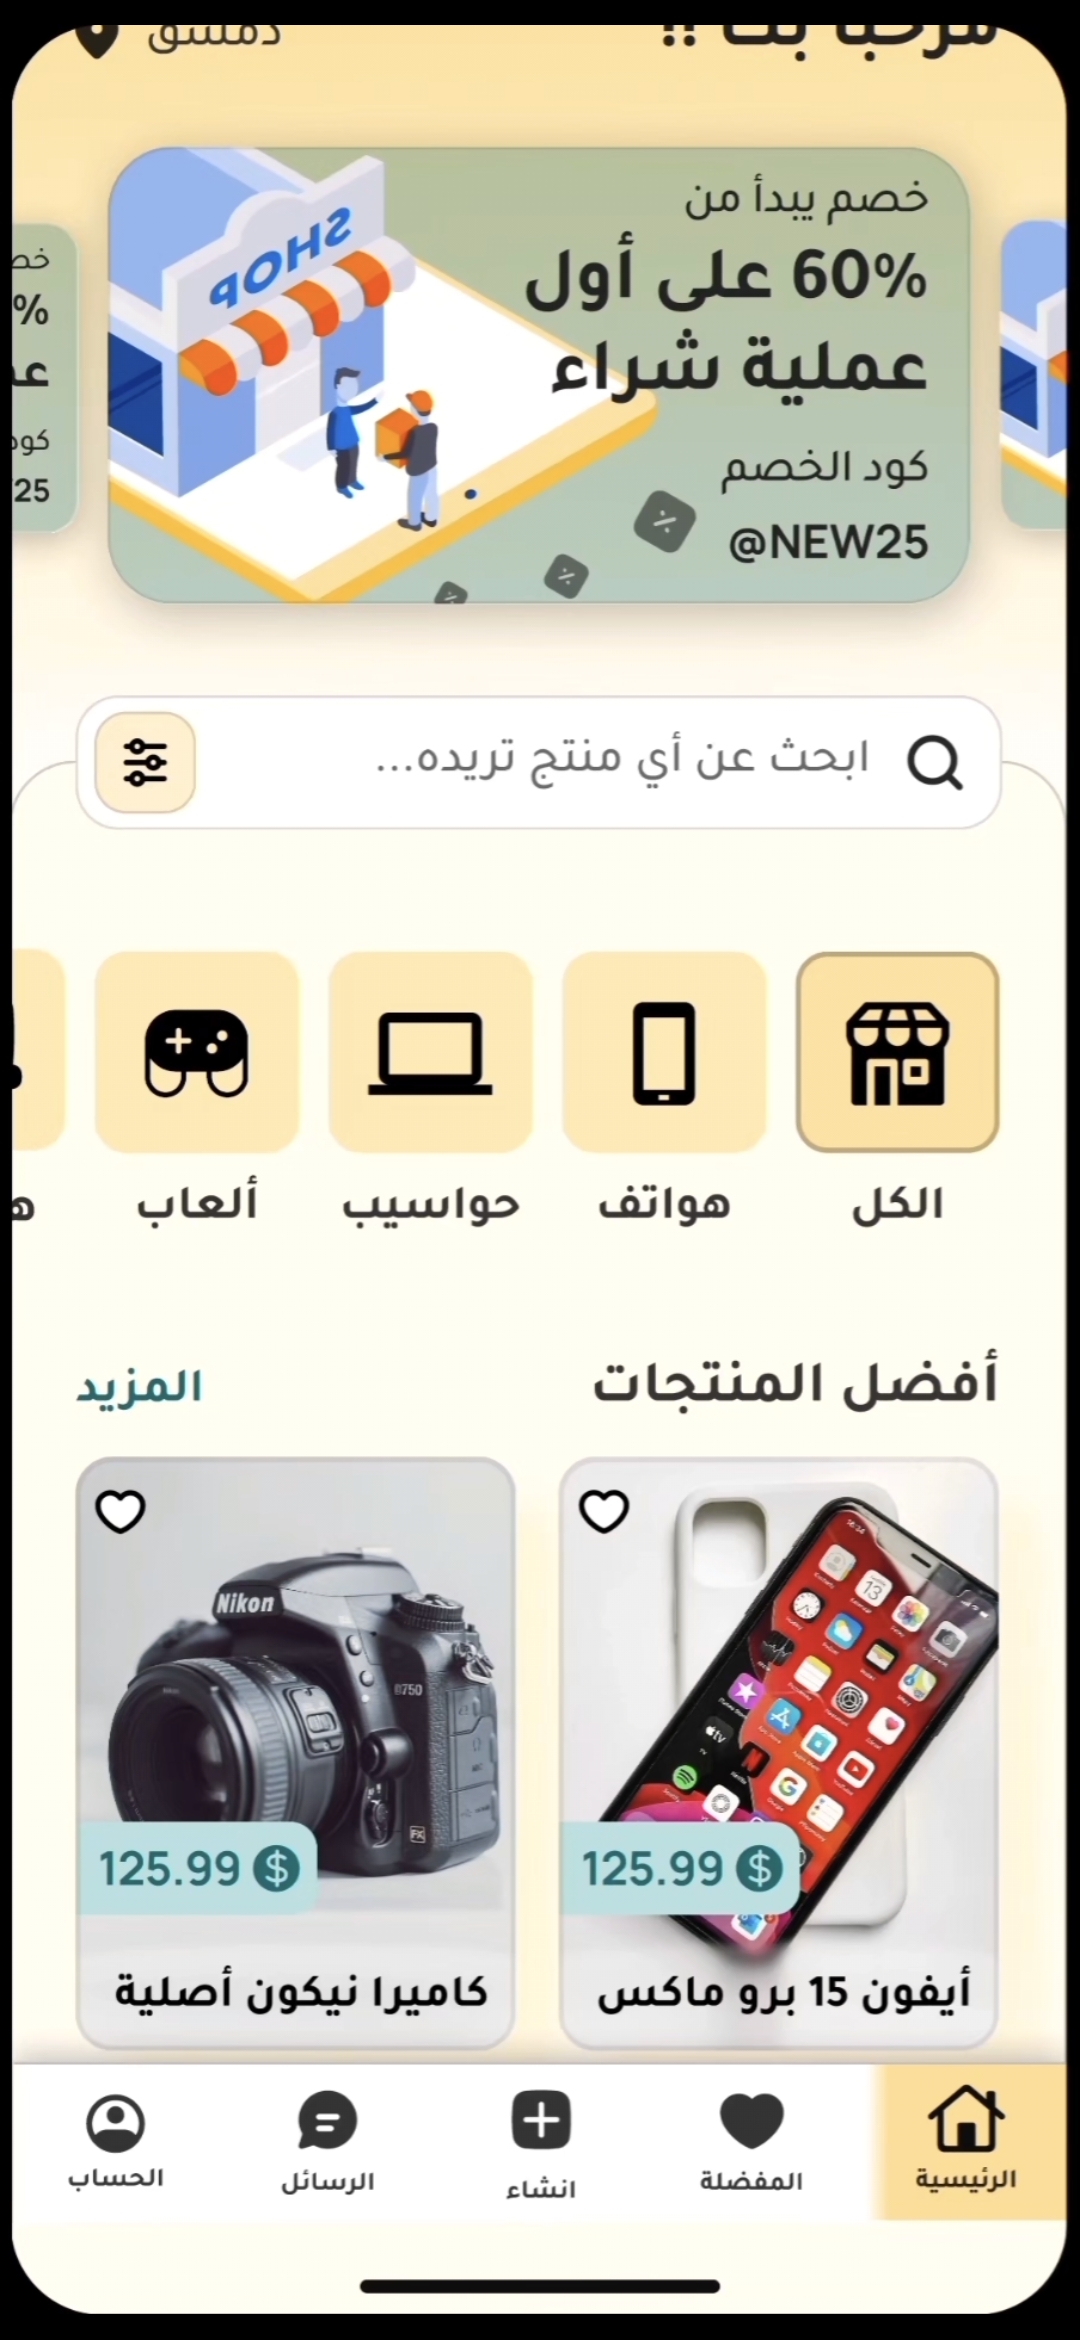 مرحبا بك !!
دمشق
خصم يبدأ من
60% على أول
عملية شراء
كود الخصم
@NEW25
SHOP
ابحث عن أي منتج تريده...
الكل
هواتف
حواسيب
ألعاب
أفضل المنتجات
المزيد
Nikon
D750
FX
125.99 $
125.99 $
أيفون 15 برو ماكس
كاميرا نيكون أصلية
الرئيسية
المفضلة
انشاء
الرسائل
الحساب